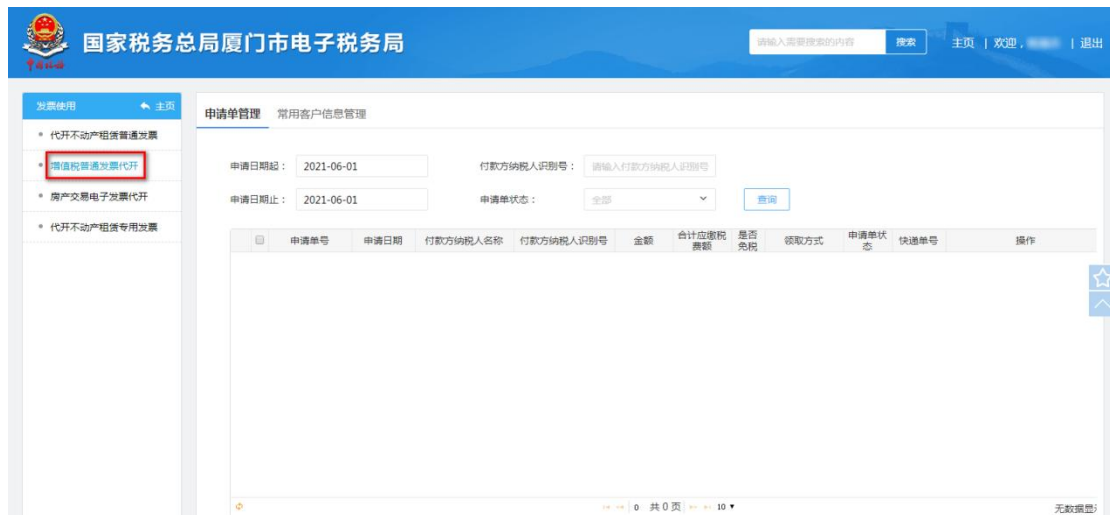 国家税务总局厦门市电子税务局
请输入需要搜索的内容 搜索 主页 | 欢迎, | 退出
发票使用 主页
代开不动产租赁普通发票
增值税普通发票代开
房产交易电子发票代开
代开不动产租赁专用发票
申请单管理 常用客户信息管理
申请日期起： 2021-06-01 付款方纳税人识别号： 请输入付款方纳税人识别号
申请日期止： 2021-06-01 申请单状态： 全部 查询
申请单号 申请日期 付款方纳税人名称 付款方纳税人识别号 金额 合计应缴税费额 是否免税 领取方式 申请单状态 快递单号 操作
0 共 0 页 10 无数据显